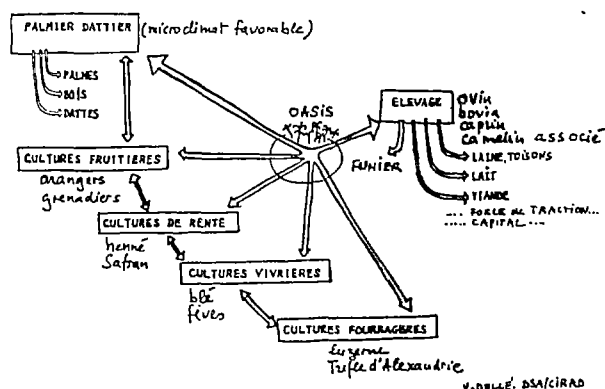 PALMIER DATTIER (microclimat favorable)
PALMES
BOIS
DATTES
OASIS
ELEVAGE
ovin
bovin
caprin
camelin associé
FUMIER
LAINE, TOISONS
LAIT
VIANDE
.... FORCE de TRACTION...
..... CAPITAL ....
CULTURES FRUITIERES
orangers
grenadiers
CULTURES DE RENTE
henné
Safran
CULTURES VIVRIÈRES
blé
fèves
CULTURES FOURRAGÈRES
Luzerne
Trèfle d'Alexandrie
V. DOLLÉ. DSA/CIRAD